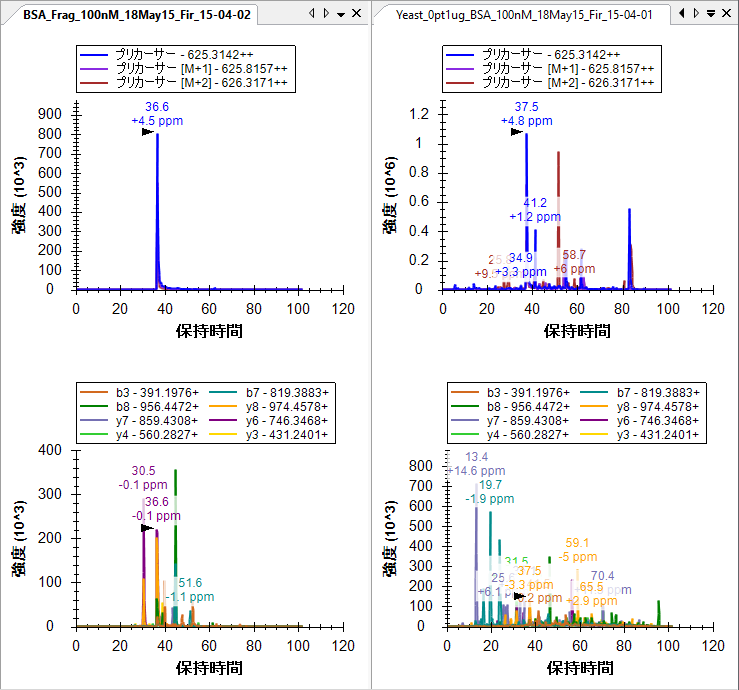 BSA_Frag_100nM_18May15_Fir_15-04-02
プリカーサー - 625.3142++
プリカーサー [M+1] - 625.8157++
プリカーサー [M+2] - 626.3171++
36.6
+4.5 ppm
900
800
700
600
500
400
300
200
100
0
強度 (10^3)
0 20 40 60 80 100 120
保持時間
b3 - 391.1976+ b7 - 819.3883+
b8 - 956.4472+ y8 - 974.4578+
y7 - 859.4308+ y6 - 746.3468+
y4 - 560.2827+ y3 - 431.2401+
30.5
-0.1 ppm
36.6
-0.1 ppm
51.6
-1.1 ppm
400
300
200
100
0
強度 (10^3)
0 20 40 60 80 100 120
保持時間
Yeast_0pt1ug_BSA_100nM_18May15_Fir_15-04-01
プリカーサー - 625.3142++
プリカーサー [M+1] - 625.8157++
プリカーサー [M+2] - 626.3171++
37.5
+4.8 ppm
41.2
+1.2 ppm
34.9
+3.3 ppm
58.7
+6 ppm
1.2
1
0.8
0.6
0.4
0.2
0
強度 (10^6)
0 20 40 60 80 100 120
保持時間
b3 - 391.1976+ b7 - 819.3883+
b8 - 956.4472+ y8 - 974.4578+
y7 - 859.4308+ y6 - 746.3468+
y4 - 560.2827+ y3 - 431.2401+
13.4
+14.6 ppm
19.7
-1.9 ppm
59.1
-5 ppm
37.5
-3.3 ppm
70.4
65.9
+2.9 ppm
800
700
600
500
400
300
200
100
0
強度 (10^3)
0 20 40 60 80 100 120
保持時間